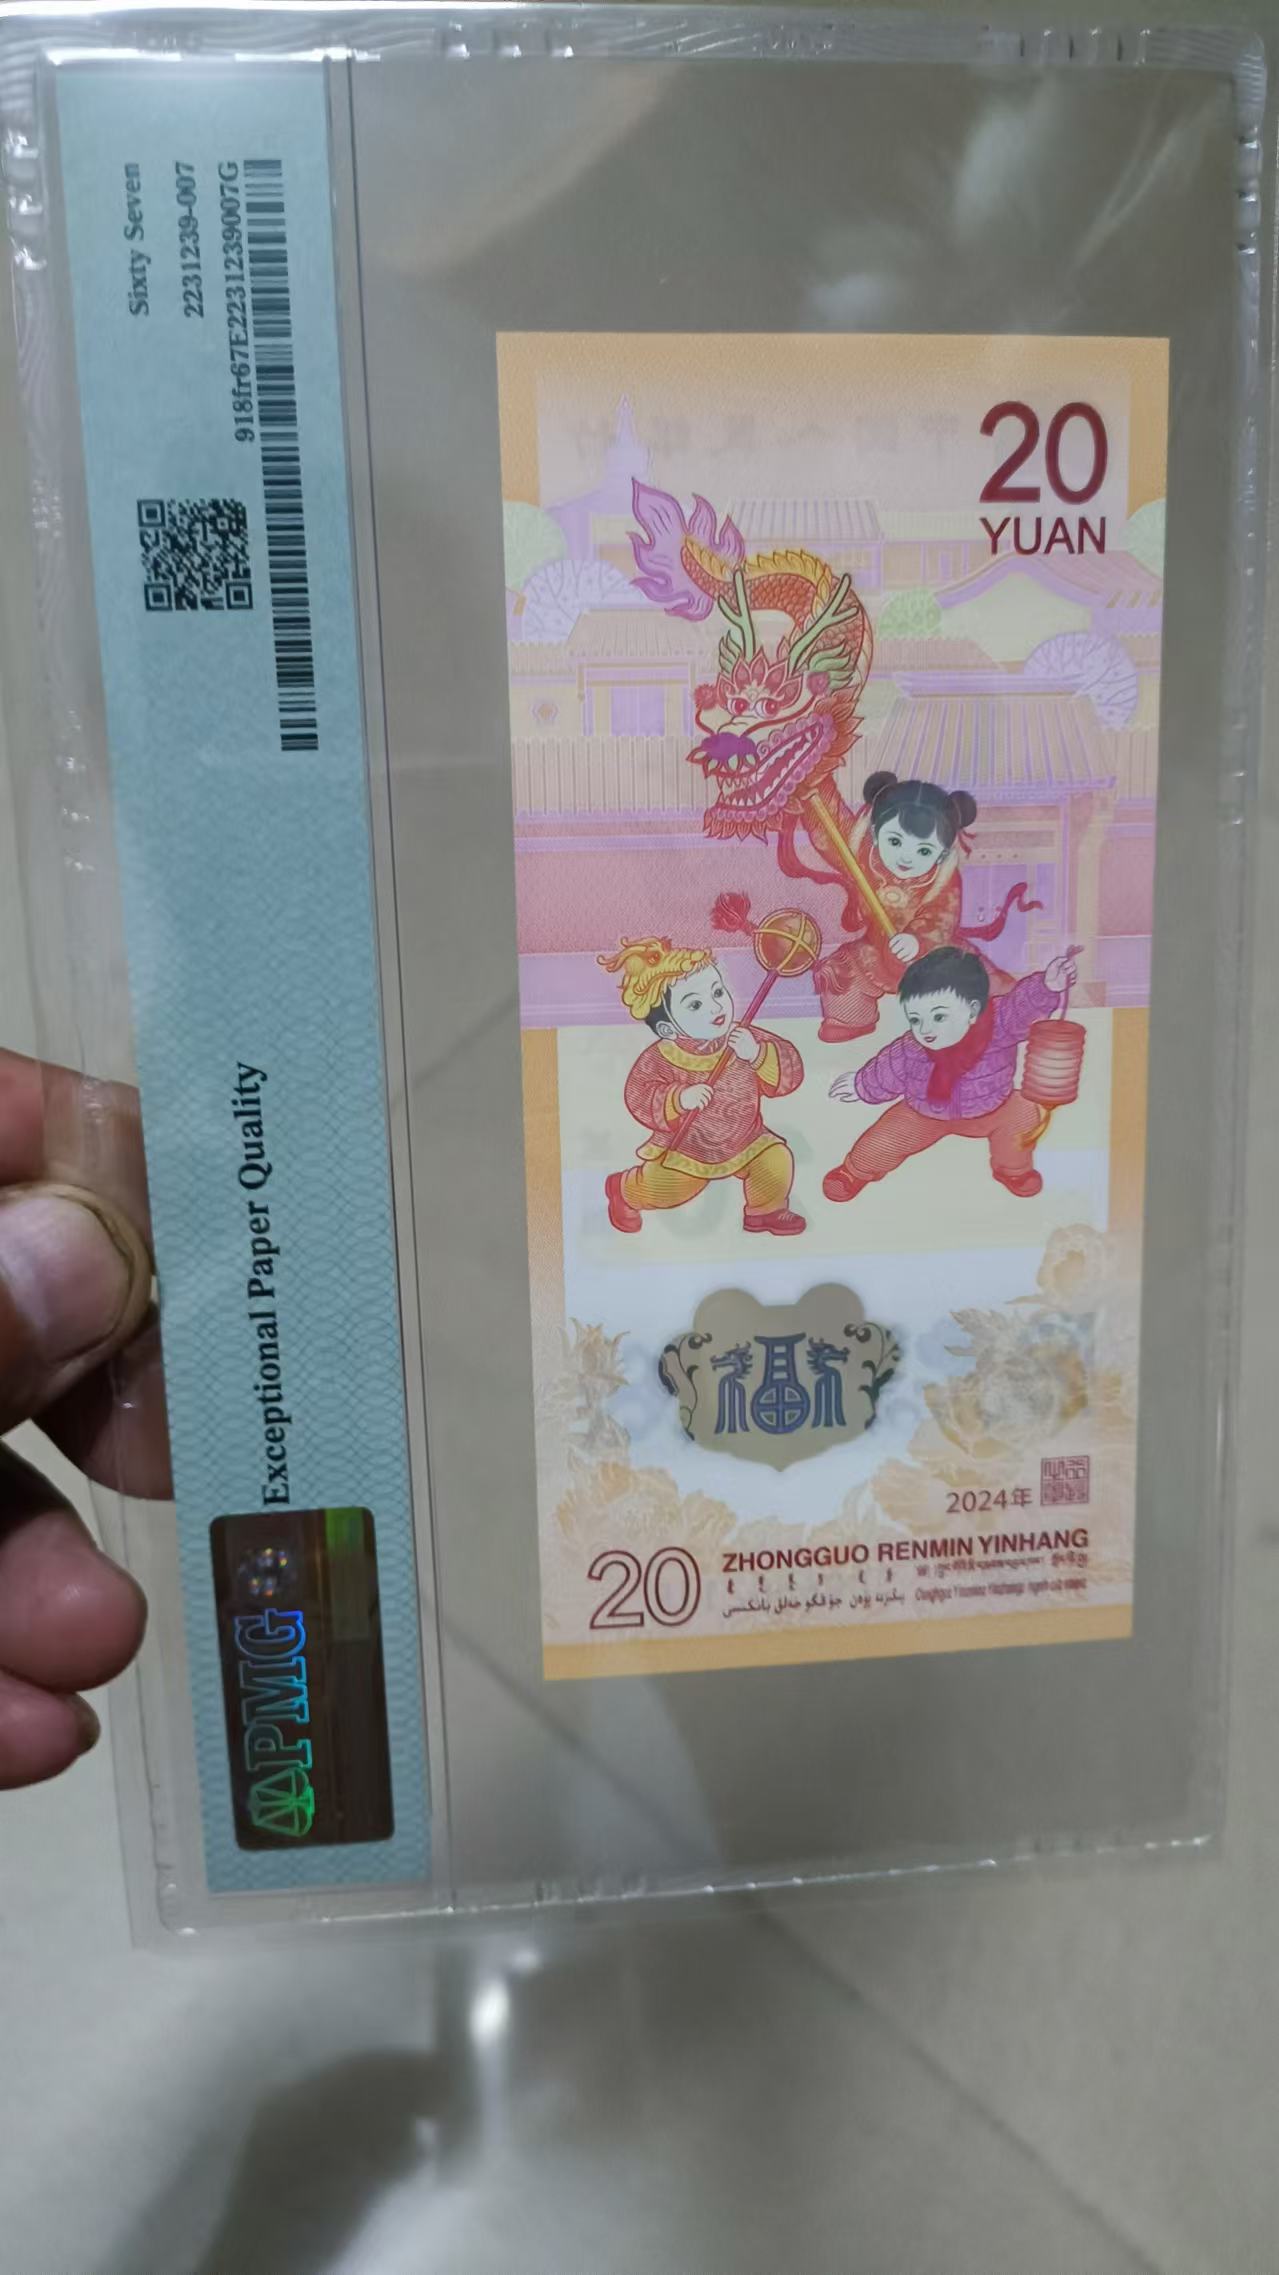 Sixty Seven
2231239-007
918fr67E2231239007G
Exceptional Paper Quality
PMG
20
YUAN
福
2024年
20
ZHONGGUO RENMIN YINHANG